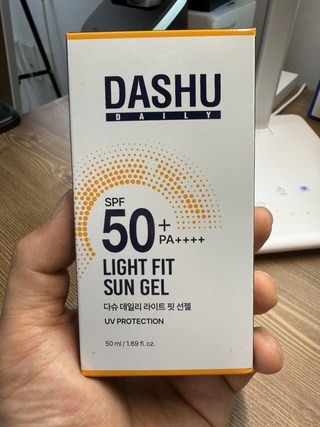 DASHU
DAILY
SPF
50+
PA++++
LIGHT FIT
SUN GEL
다슈 데일리 라이트 핏 선젤
UV PROTECTION
50 ml / 1.69 fl. oz.